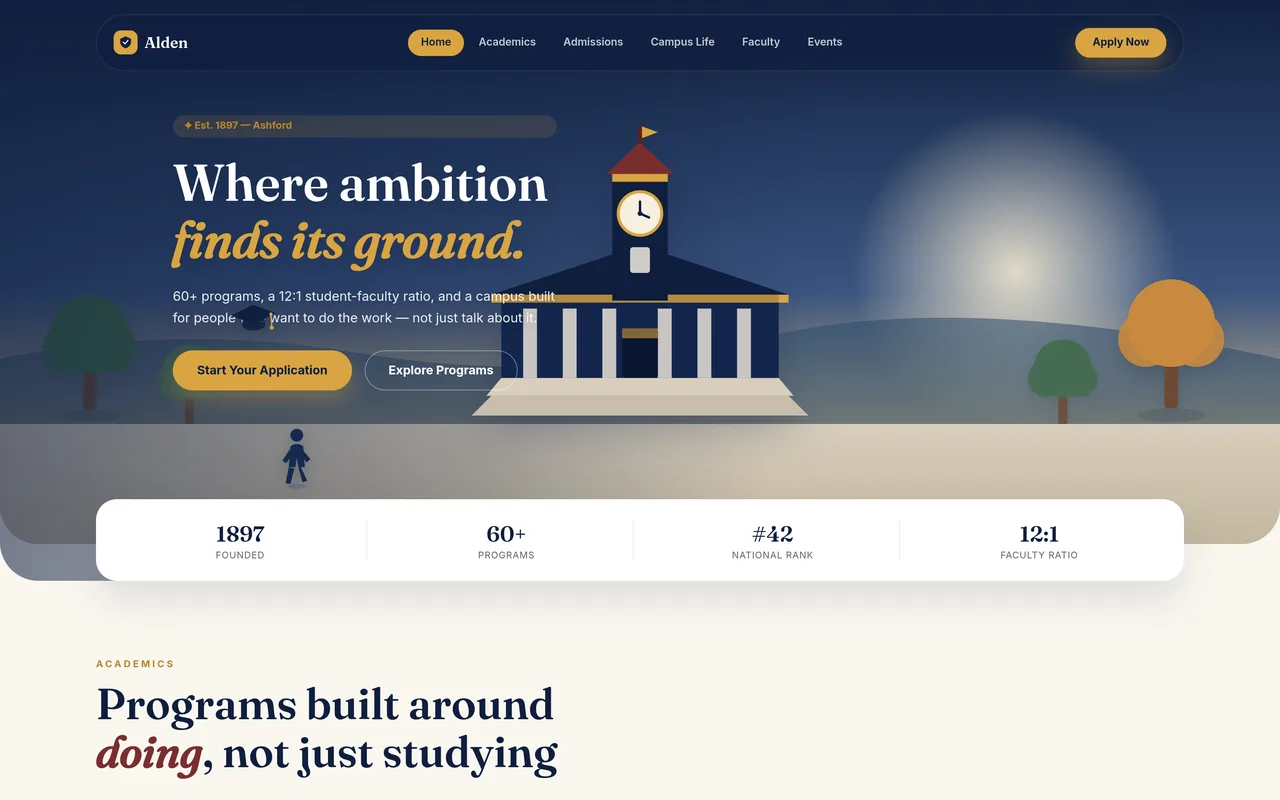 Alden
Home
Academics
Admissions
Campus Life
Faculty
Events
Apply Now
✦ Est. 1897 — Ashford
Where ambition
finds its ground.
60+ programs, a 12:1 student-faculty ratio, and a campus built
for people want to do the work — not just talk about it.
Start Your Application
Explore Programs
1897
FOUNDED
60+
PROGRAMS
#42
NATIONAL RANK
12:1
FACULTY RATIO
ACADEMICS
Programs built around
doing, not just studying